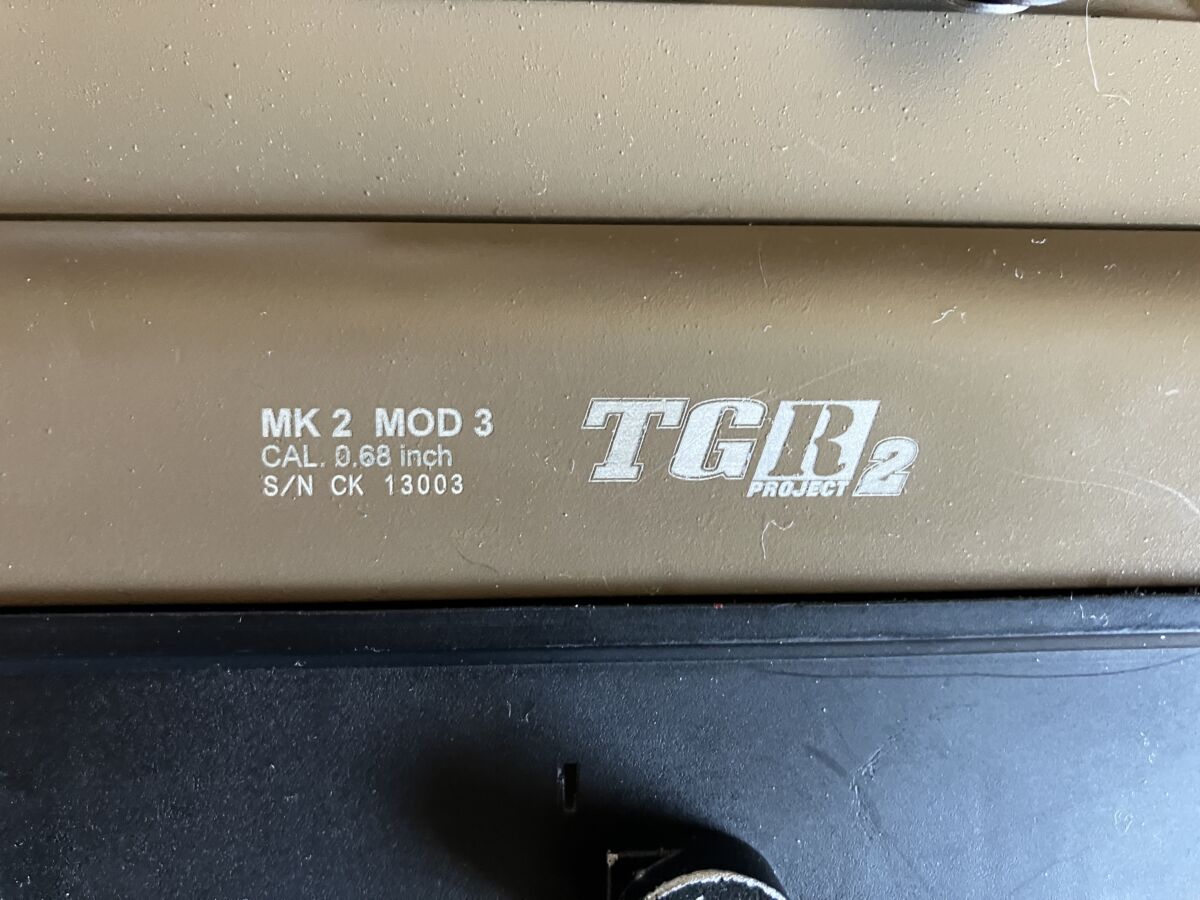 MK 2 MOD 3
CAL. 0.68 inch
S/N CK 13003
TGR2
PROJECT